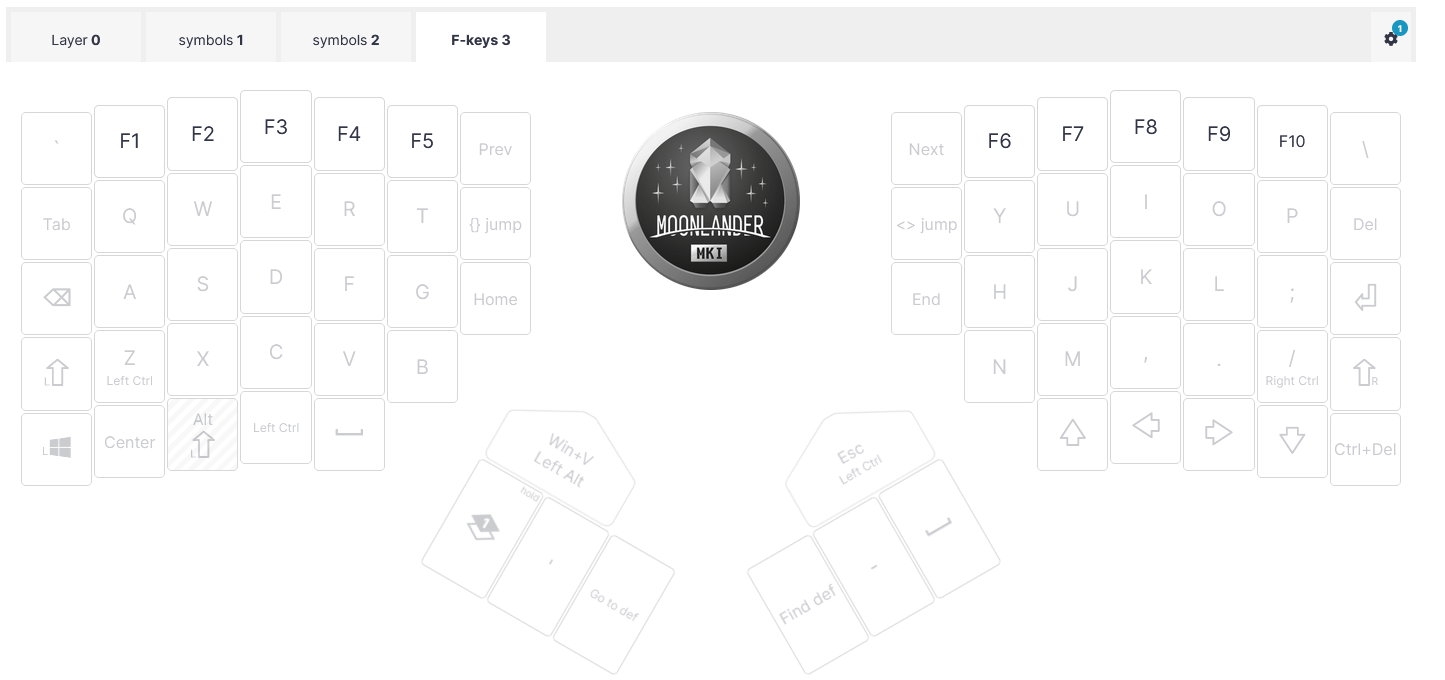 Layer 0
symbols 1
symbols 2
F-keys 3
1
`
F1
F2
F3
F4
F5
Prev
Next
F6
F7
F8
F9
F10
\
Tab
Q
W
E
R
T
{} jump
<> jump
Y
U
I
O
P
Del
A
S
D
F
G
Home
End
H
J
K
L
;
L
Z
Left Ctrl
X
C
V
B
N
M
,
.
/
Right Ctrl
R
L
Center
Alt
L
Left Ctrl
Ctrl+Del
MOONLANDER
MKI
Win+V
Left Alt
Esc
Left Ctrl
hold
1
'
Go to def
Find def
-